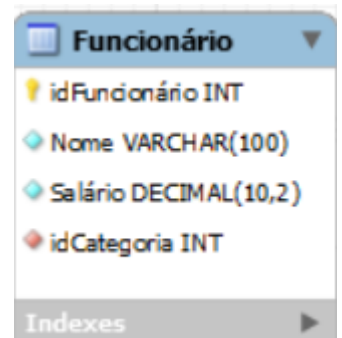 Funcionário
idFuncionário INT
Nome VARCHAR(100)
Salário DECIMAL(10,2)
idCategoria INT
Indexes